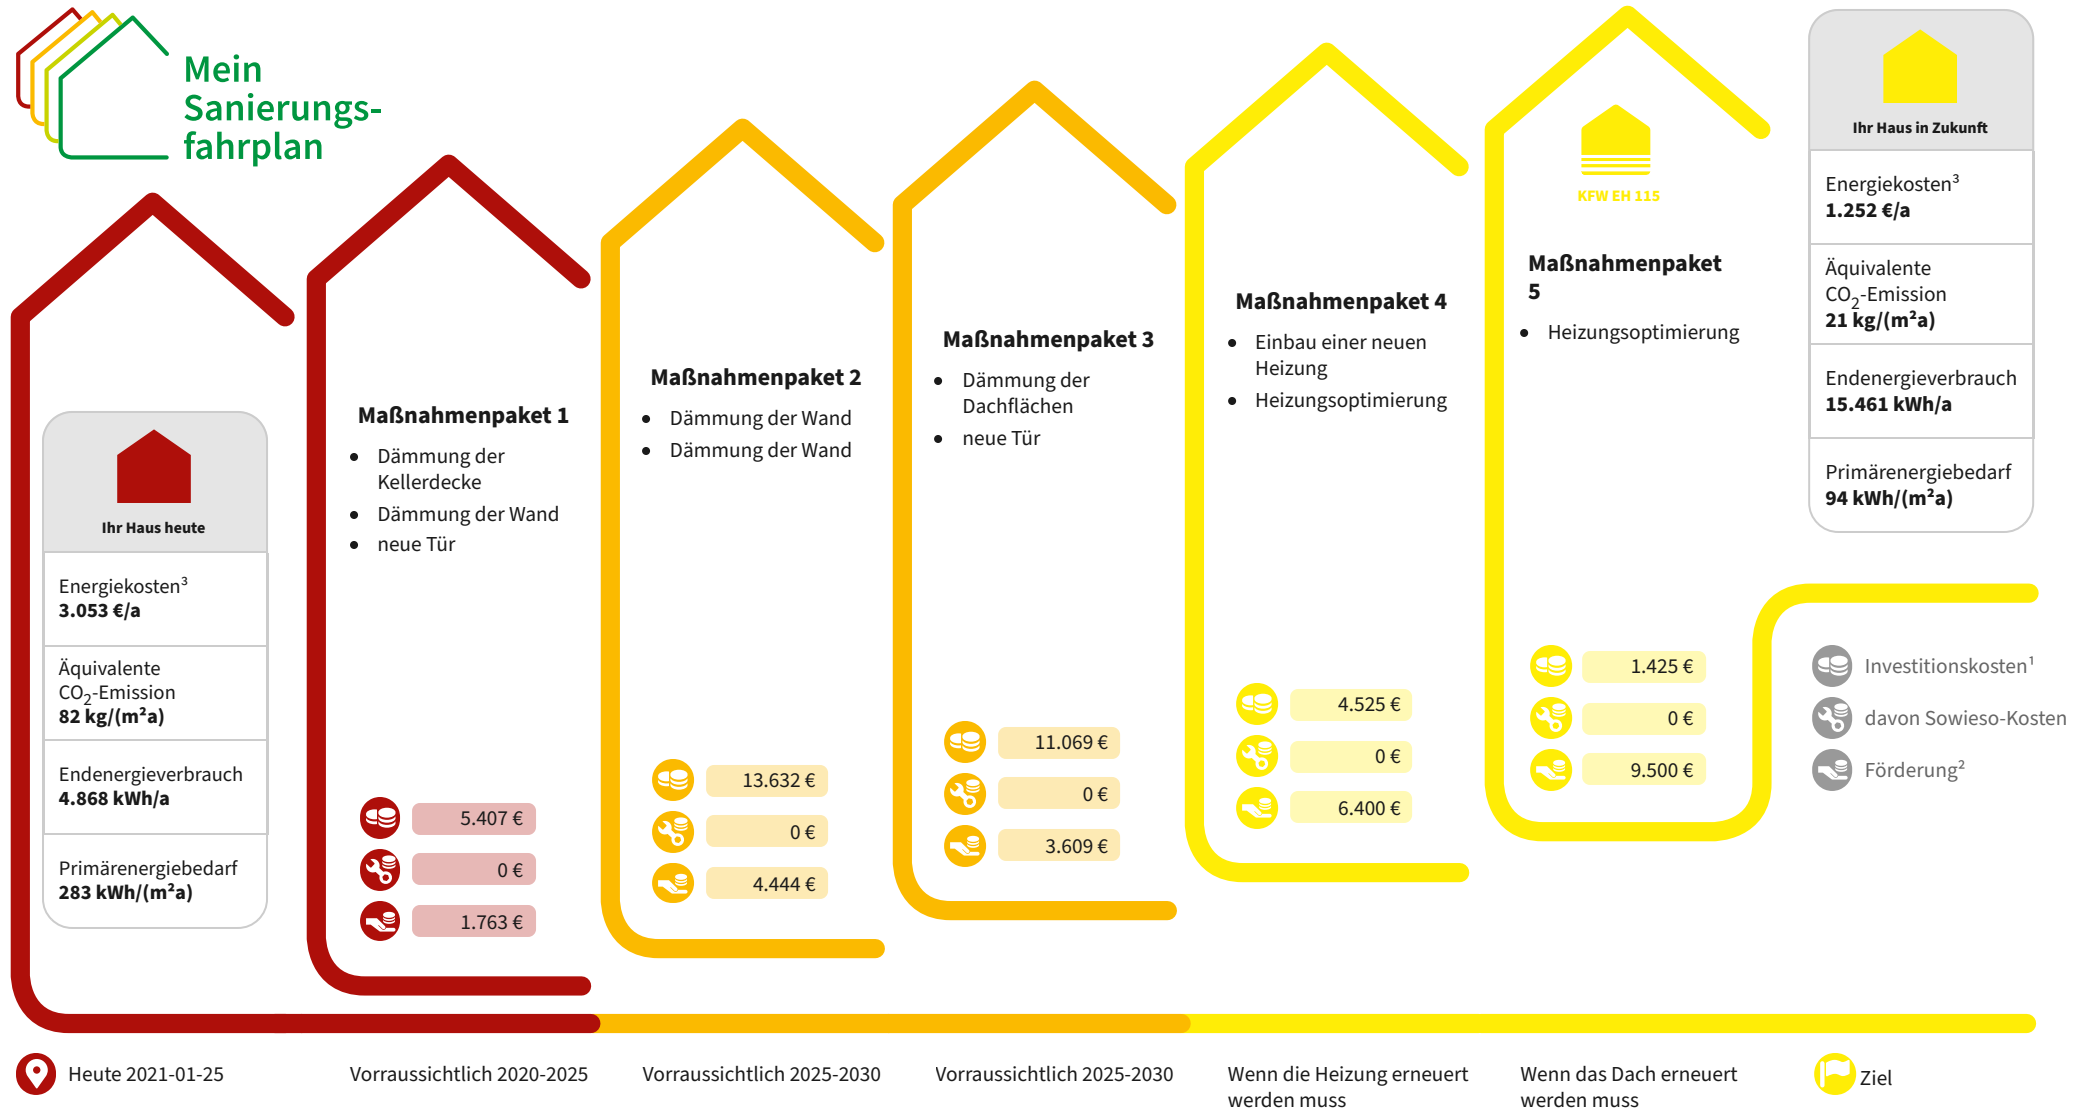 Mein
Sanierungs-
fahrplan
Ihr Haus heute
Energiekosten³
3.053 €/a
Äquivalente
CO₂-Emission
82 kg/(m²a)
Endenergieverbrauch
4.868 kWh/a
Primärenergiebedarf
283 kWh/(m²a)
Maßnahmenpaket 1
Dämmung der
Kellerdecke
Dämmung der Wand
neue Tür
5.407 €
0 €
1.763 €
Maßnahmenpaket 2
Dämmung der Wand
Dämmung der Wand
13.632 €
0 €
4.444 €
Maßnahmenpaket 3
Dämmung der
Dachflächen
neue Tür
11.069 €
0 €
3.609 €
Maßnahmenpaket 4
Einbau einer neuen
Heizung
Heizungsoptimierung
4.525 €
0 €
6.400 €
KFW EH 115
Maßnahmenpaket
5
Heizungsoptimierung
1.425 €
0 €
9.500 €
Ihr Haus in Zukunft
Energiekosten³
1.252 €/a
Äquivalente
CO₂-Emission
21 kg/(m²a)
Endenergieverbrauch
15.461 kWh/a
Primärenergiebedarf
94 kWh/(m²a)
Investitionskosten¹
davon Sowieso-Kosten
Förderung²
Heute 2021-01-25
Vorraussichtlich 2020-2025
Vorraussichtlich 2025-2030
Vorraussichtlich 2025-2030
Wenn die Heizung erneuert
werden muss
Wenn das Dach erneuert
werden muss
Ziel